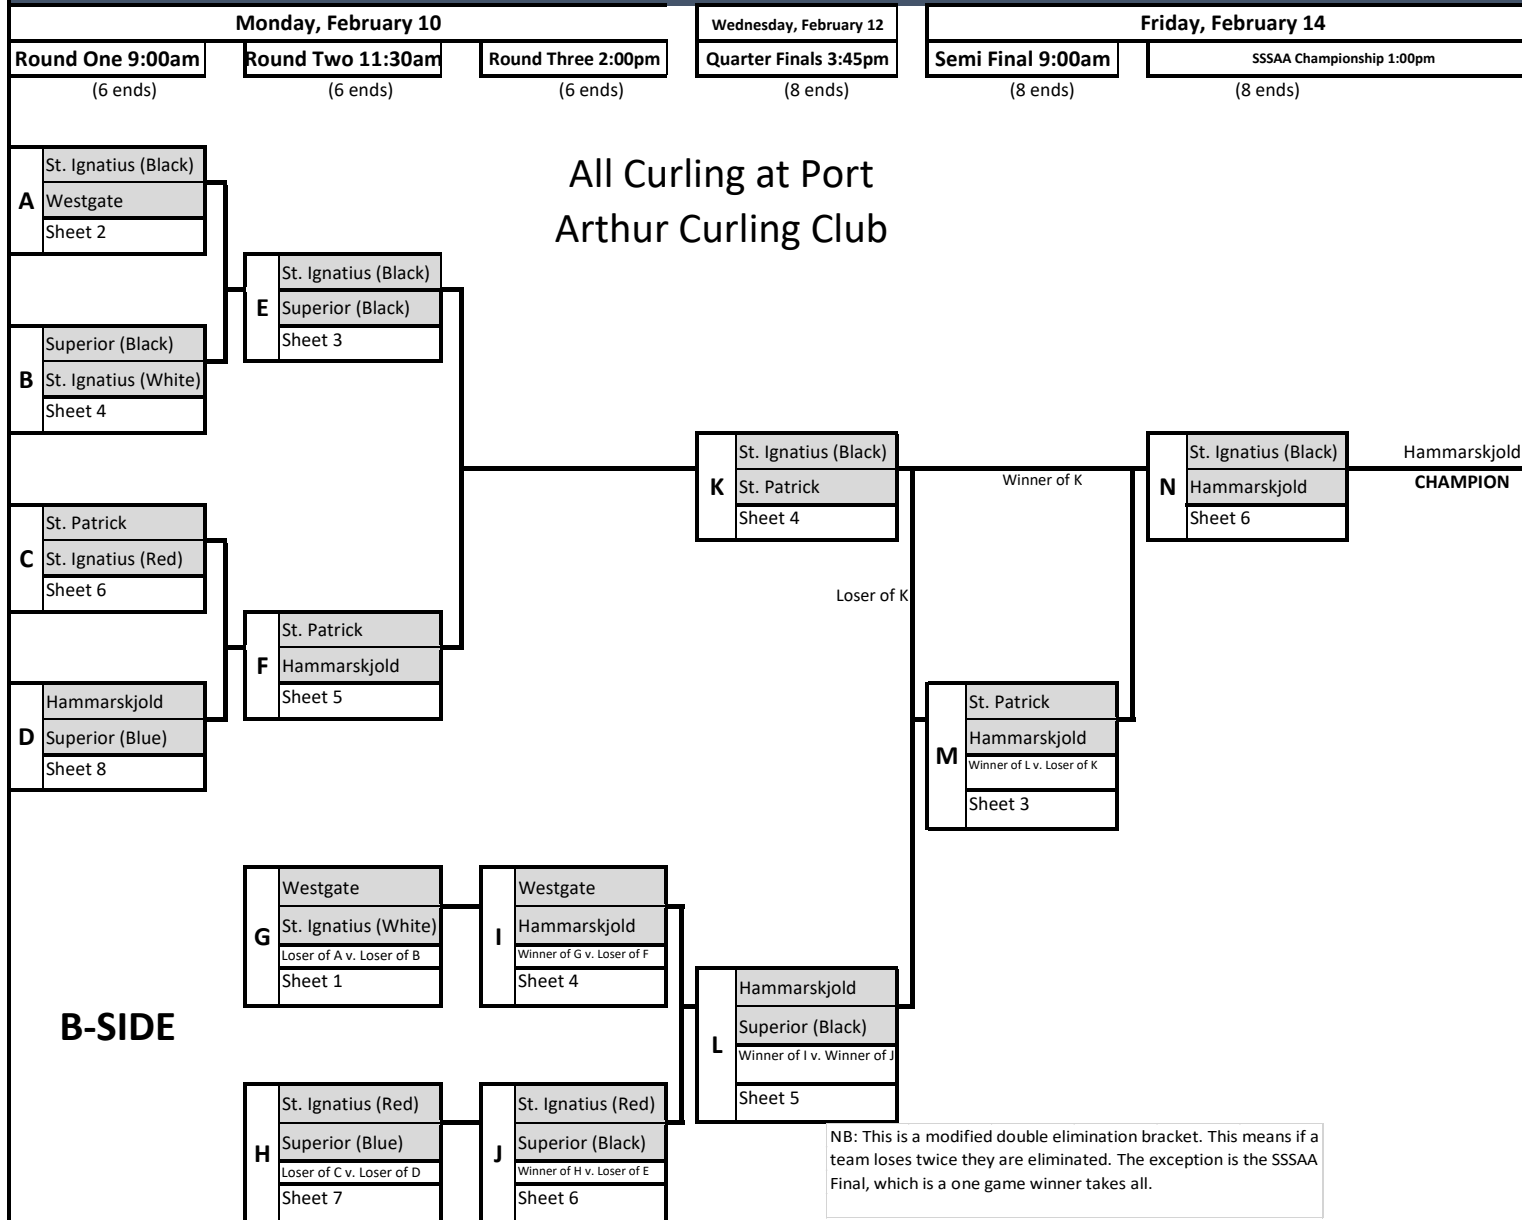 Monday, February 10
Wednesday, February 12
Friday, February 14
Round One 9:00am
Round Two 11:30am
Round Three 2:00pm
Quarter Finals 3:45pm
Semi Final 9:00am
SSSAA Championship 1:00pm
(6 ends)
(6 ends)
(6 ends)
(8 ends)
(8 ends)
(8 ends)
All Curling at Port
Arthur Curling Club
A
St. Ignatius (Black)
Westgate
Sheet 2
B
Superior (Black)
St. Ignatius (White)
Sheet 4
C
St. Patrick
St. Ignatius (Red)
Sheet 6
D
Hammarskjold
Superior (Blue)
Sheet 8
E
St. Ignatius (Black)
Superior (Black)
Sheet 3
F
St. Patrick
Hammarskjold
Sheet 5
K
St. Ignatius (Black)
St. Patrick
Sheet 4
Winner of K
Loser of K
N
St. Ignatius (Black)
Hammarskjold
Sheet 6
Hammarskjold
CHAMPION
M
St. Patrick
Hammarskjold
Winner of L v. Loser of K
Sheet 3
B-SIDE
G
Westgate
St. Ignatius (White)
Loser of A v. Loser of B
Sheet 1
I
Westgate
Hammarskjold
Winner of G v. Loser of F
Sheet 4
L
Hammarskjold
Superior (Black)
Winner of I v. Winner of J
Sheet 5
H
St. Ignatius (Red)
Superior (Blue)
Loser of C v. Loser of D
Sheet 7
J
St. Ignatius (Red)
Superior (Black)
Winner of H v. Loser of E
Sheet 6
NB: This is a modified double elimination bracket. This means if a
team loses twice they are eliminated. The exception is the SSSAA
Final, which is a one game winner takes all.